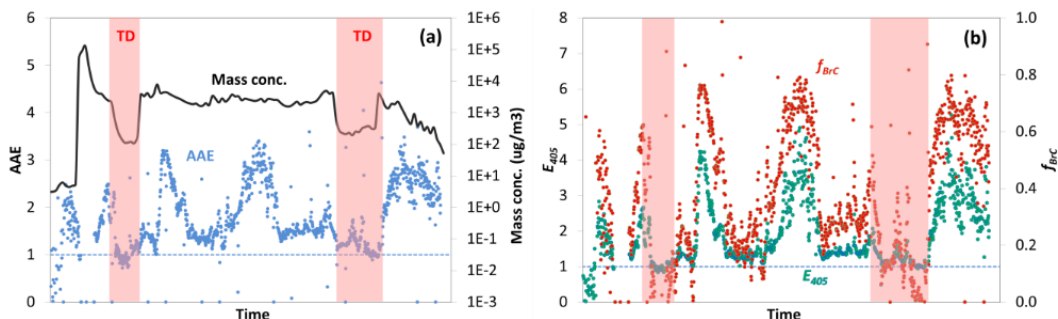 TD
TD
(a)
Mass conc.
AAE
6
5
4
3
2
1
0
AAE
1E+6
1E+5
1E+4
1E+3
1E+2
1E+1
1E+0
1E-1
1E-2
1E-3
Mass conc. (ug/m3)
Time
(b)
fBrC
E405
8
7
6
5
4
3
2
1
0
E405
1.0
0.8
0.6
0.4
0.2
0.0
fBrC
Time